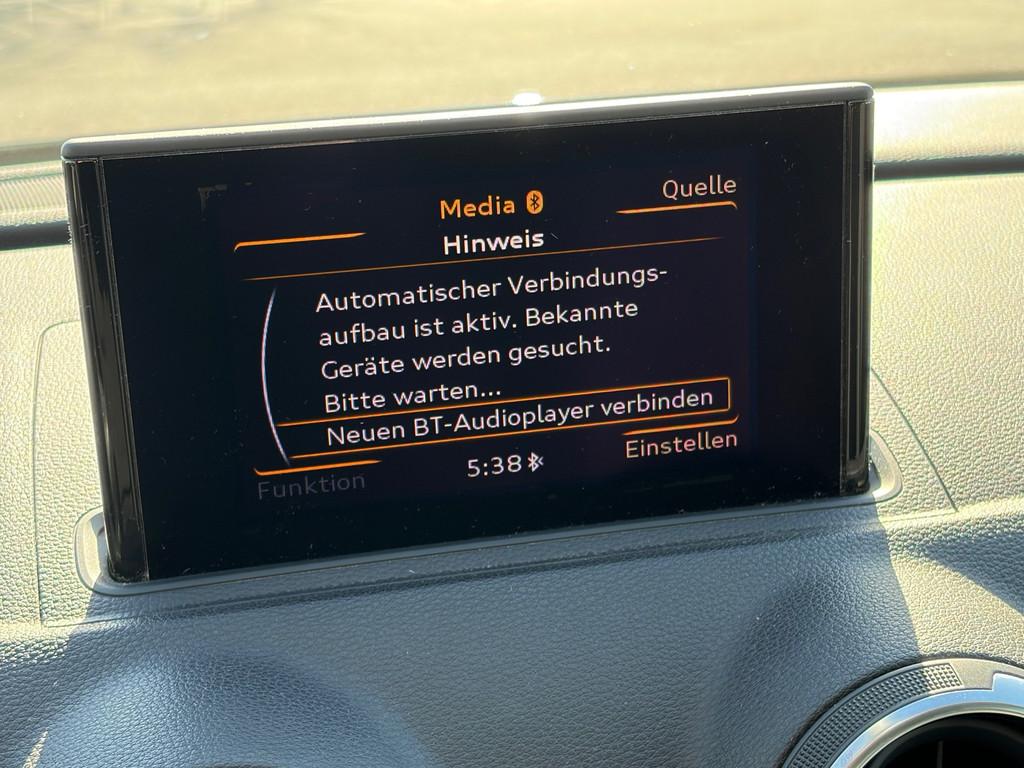 Quelle
Media
Hinweis
Automatischer Verbindungs-
aufbau ist aktiv. Bekannte
Geräte werden gesucht.
Bitte warten...
Neuen BT-Audioplayer verbinden
Einstellen
5:38
Funktion